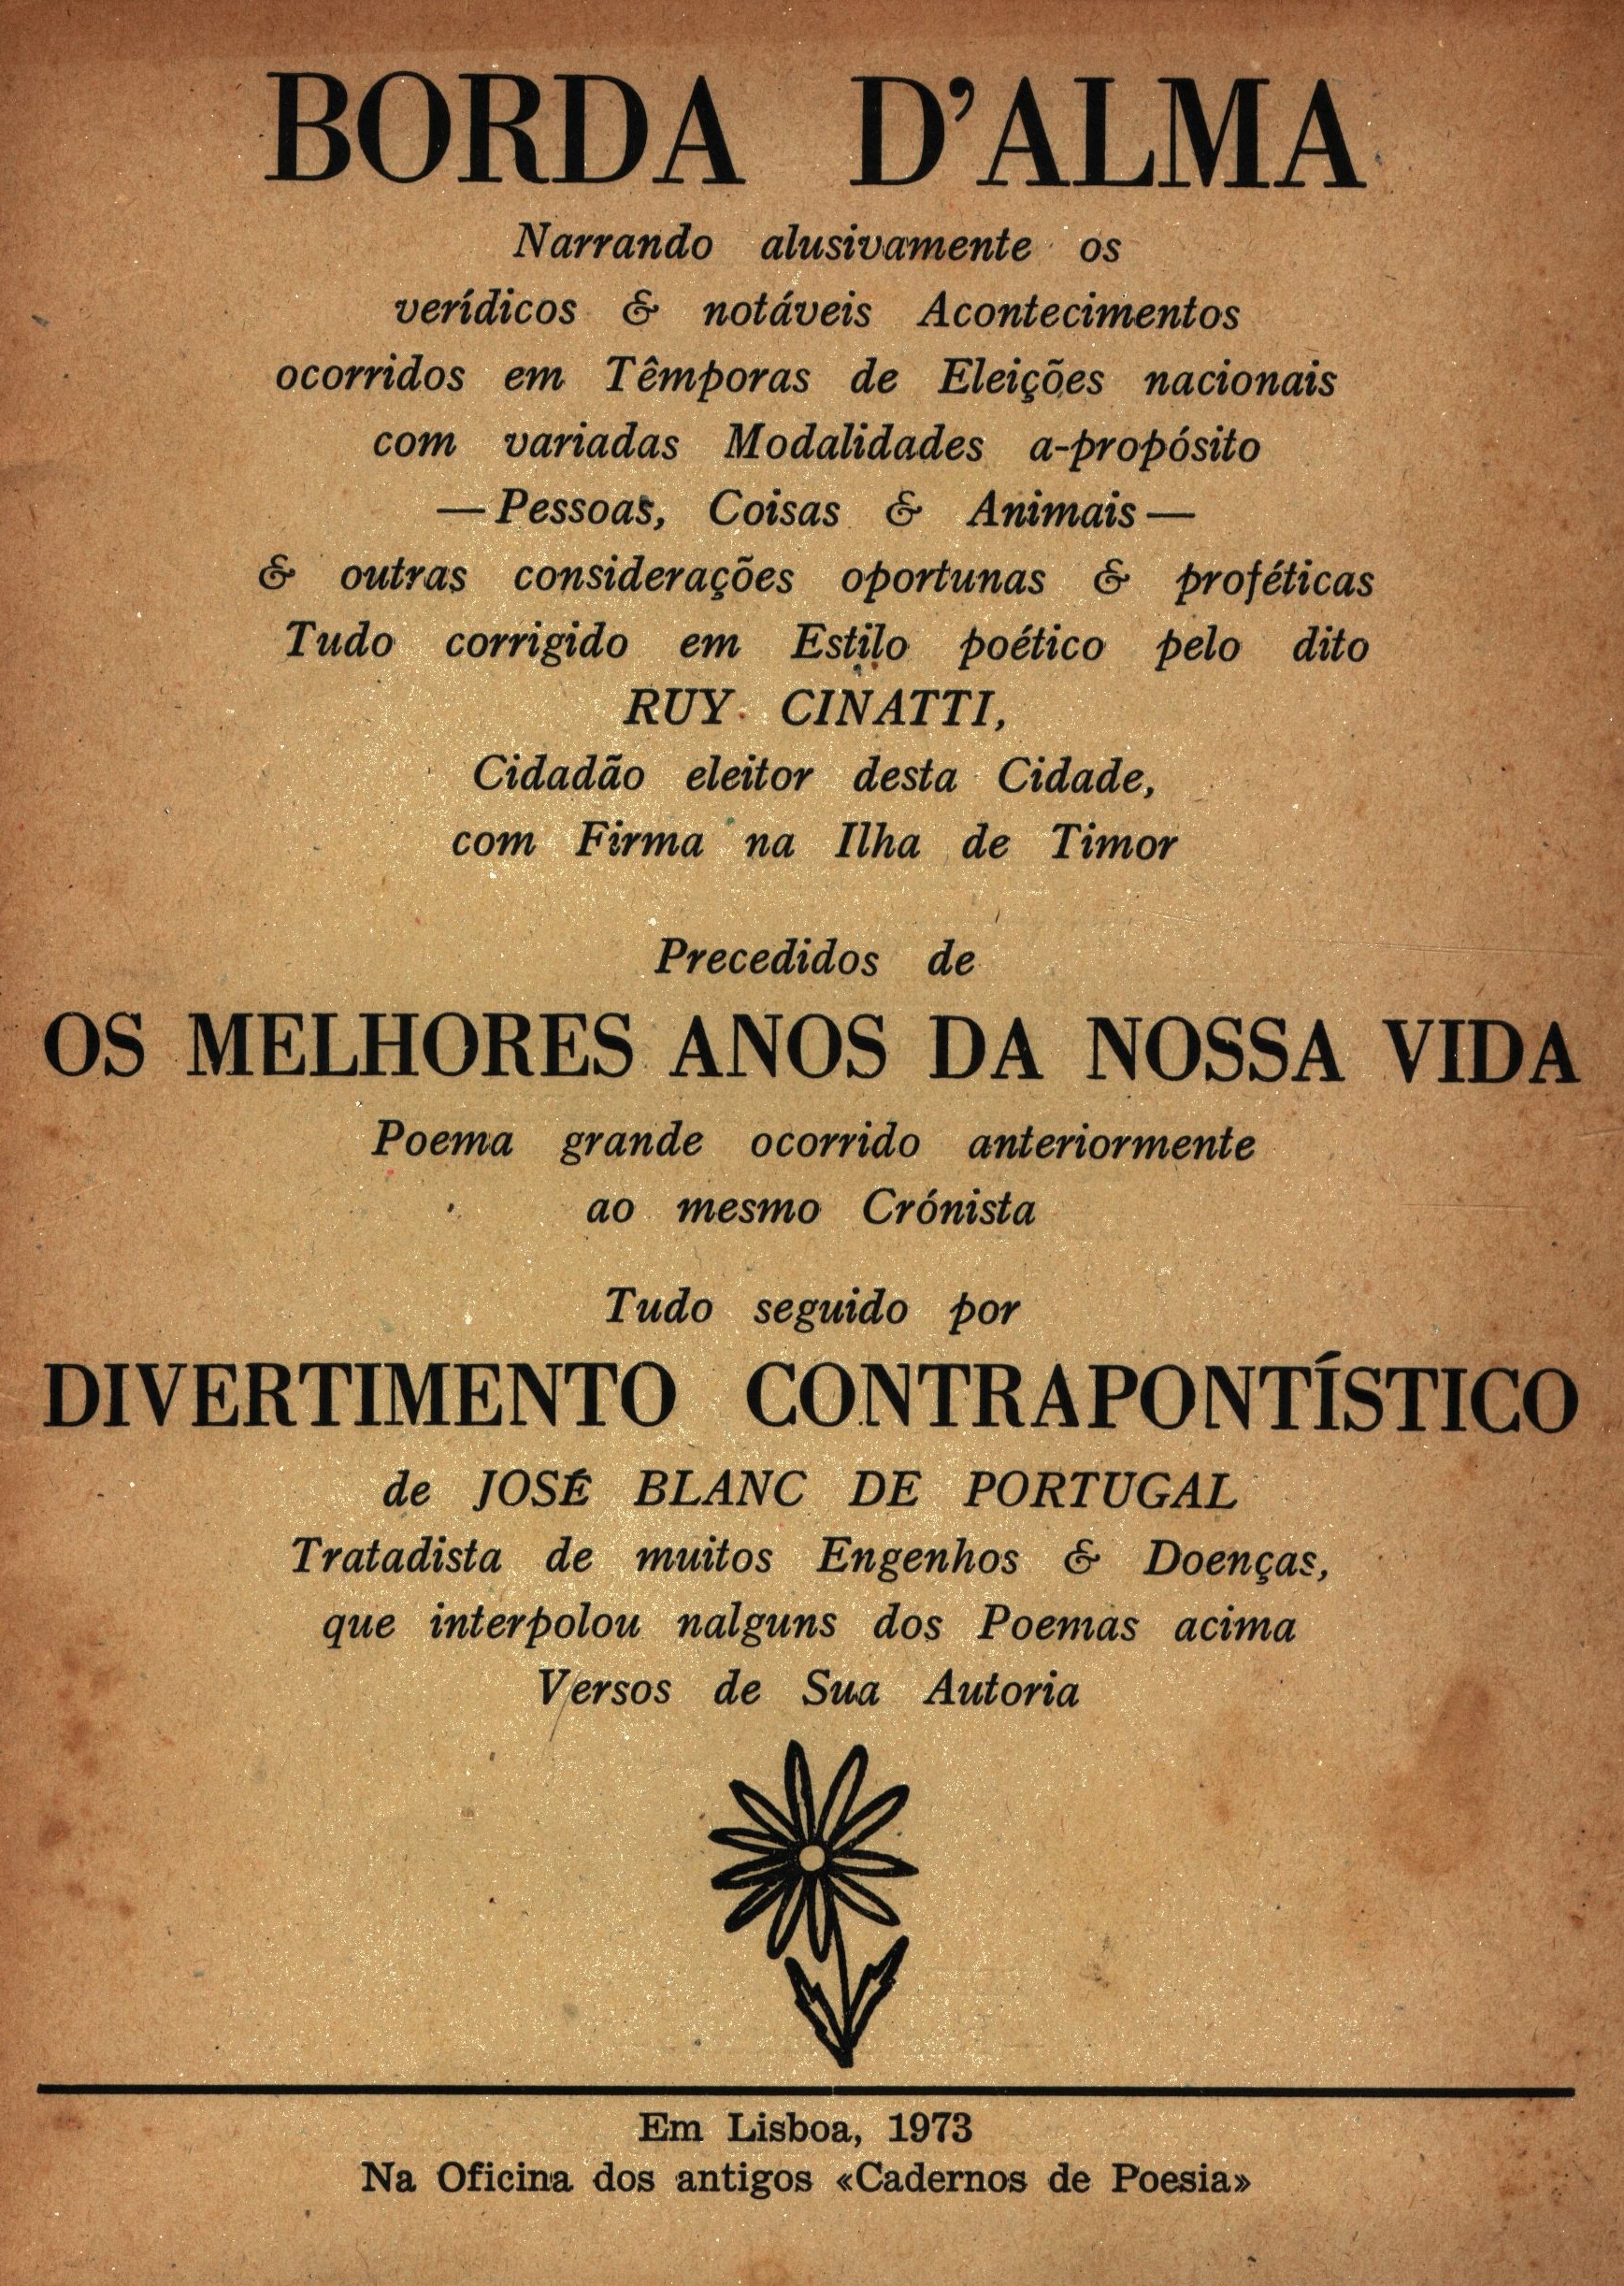 BORDA D'ALMA
Narrando alusivamente os
verídicos & notáveis Acontecimentos
ocorridos em Têmporas de Eleições nacionais
com variadas Modalidades a-propósito
— Pessoas, Coisas & Animais —
& outras considerações oportunas & proféticas
Tudo corrigido em Estilo poético pelo dito
RUY CINATTI,
Cidadão eleitor desta Cidade,
com Firma na Ilha de Timor
Precedidos de
OS MELHORES ANOS DA NOSSA VIDA
Poema grande ocorrido anteriormente
ao mesmo Crónista
Tudo seguido por
DIVERTIMENTO CONTRAPONTÍSTICO
de JOSÉ BLANC DE PORTUGAL
Tratadista de muitos Engenhos & Doenças,
que interpolou nalguns dos Poemas acima
Versos de Sua Autoria
Em Lisboa, 1973
Na Oficina dos antigos «Cadernos de Poesia»